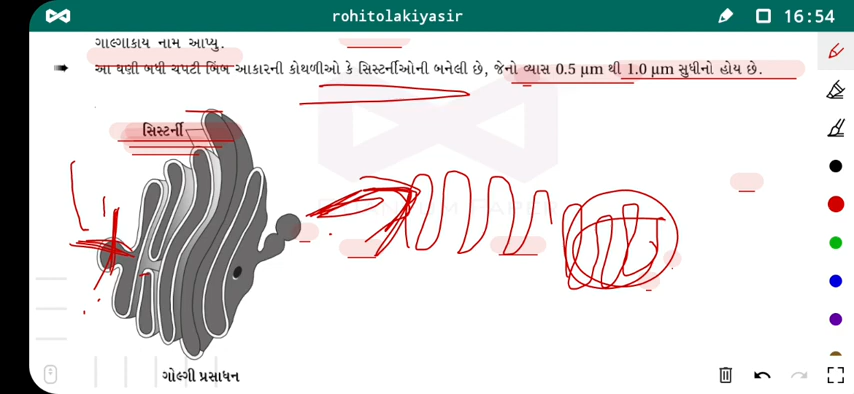 rohitolakiyasir
16:54
ગાલ્ગીકાય નામ આપ્યુ.
આ ઘણી બધી ચપટી બિંબ આકારની કોથળીઓ કે સિસ્ટર્નીઓની બનેલી છે, જેનો વ્યાસ 0.5 μm થી 1.0 μm સુધીનો હોય છે.
સિસ્ટર્ની
ગોલ્ગી પ્રસાધન